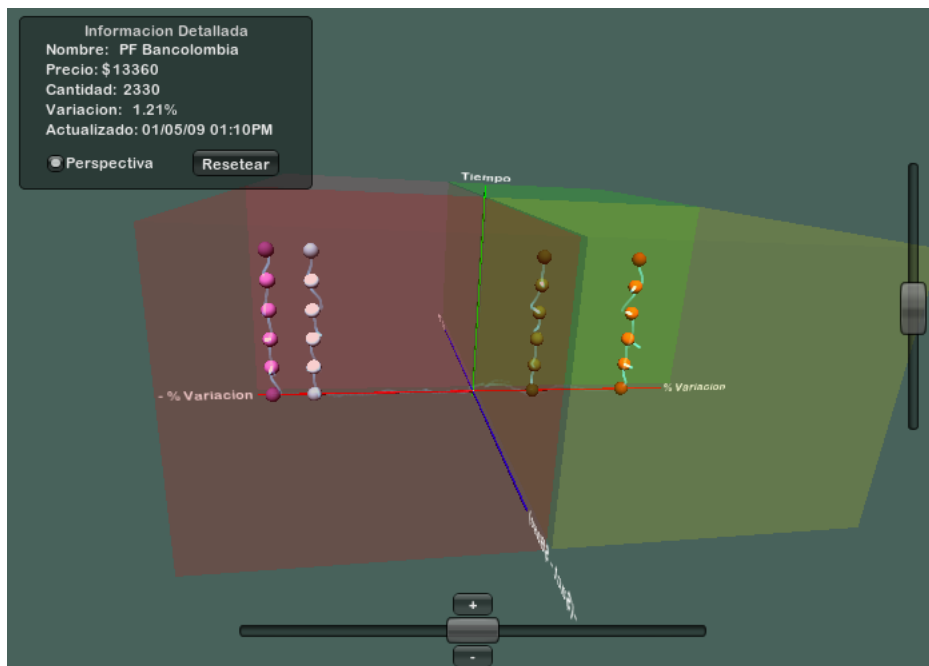 Informacion Detallada
Nombre: PF Bancolombia
Precio: $13360
Cantidad: 2330
Variacion: 1.21%
Actualizado: 01/05/09 01:10PM
Perspectiva
Resetear
Tiempo
- % Variacion
% Variacion
+
-